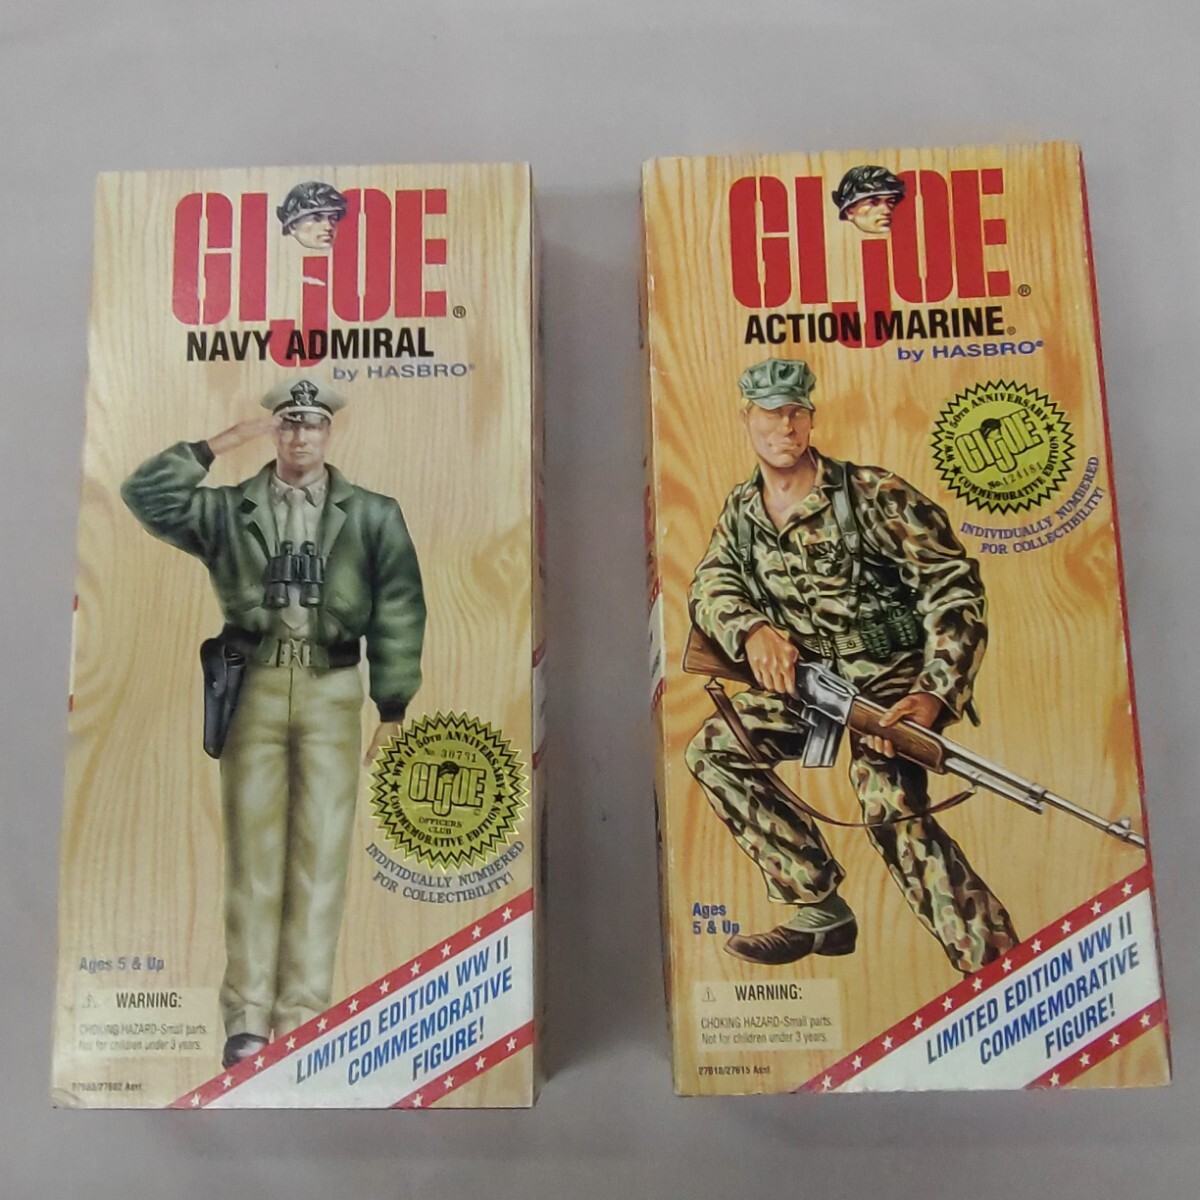 GI JOE®
NAVY ADMIRAL
by HASBRO®
WW II 50TH ANNIVERSARY
No 30731
GI JOE
OFFICERS
CLUB
COMMEMORATIVE EDITION
INDIVIDUALLY NUMBERED
FOR COLLECTIBILITY!
Ages 5 & Up
WARNING:
CHOKING HAZARD-Small parts.
Not for children under 3 years.
LIMITED EDITION WW II
COMMEMORATIVE
FIGURE!
GI JOE®
ACTION MARINE®
by HASBRO®
WW II 50TH ANNIVERSARY
GI JOE
No. 124184
COMMEMORATIVE EDITION
INDIVIDUALLY NUMBERED
FOR COLLECTIBILITY!
USMC
Ages
5 & Up
WARNING:
CHOKING HAZARD-Small parts.
Not for children under 3 years.
LIMITED EDITION WW II
COMMEMORATIVE
FIGURE!